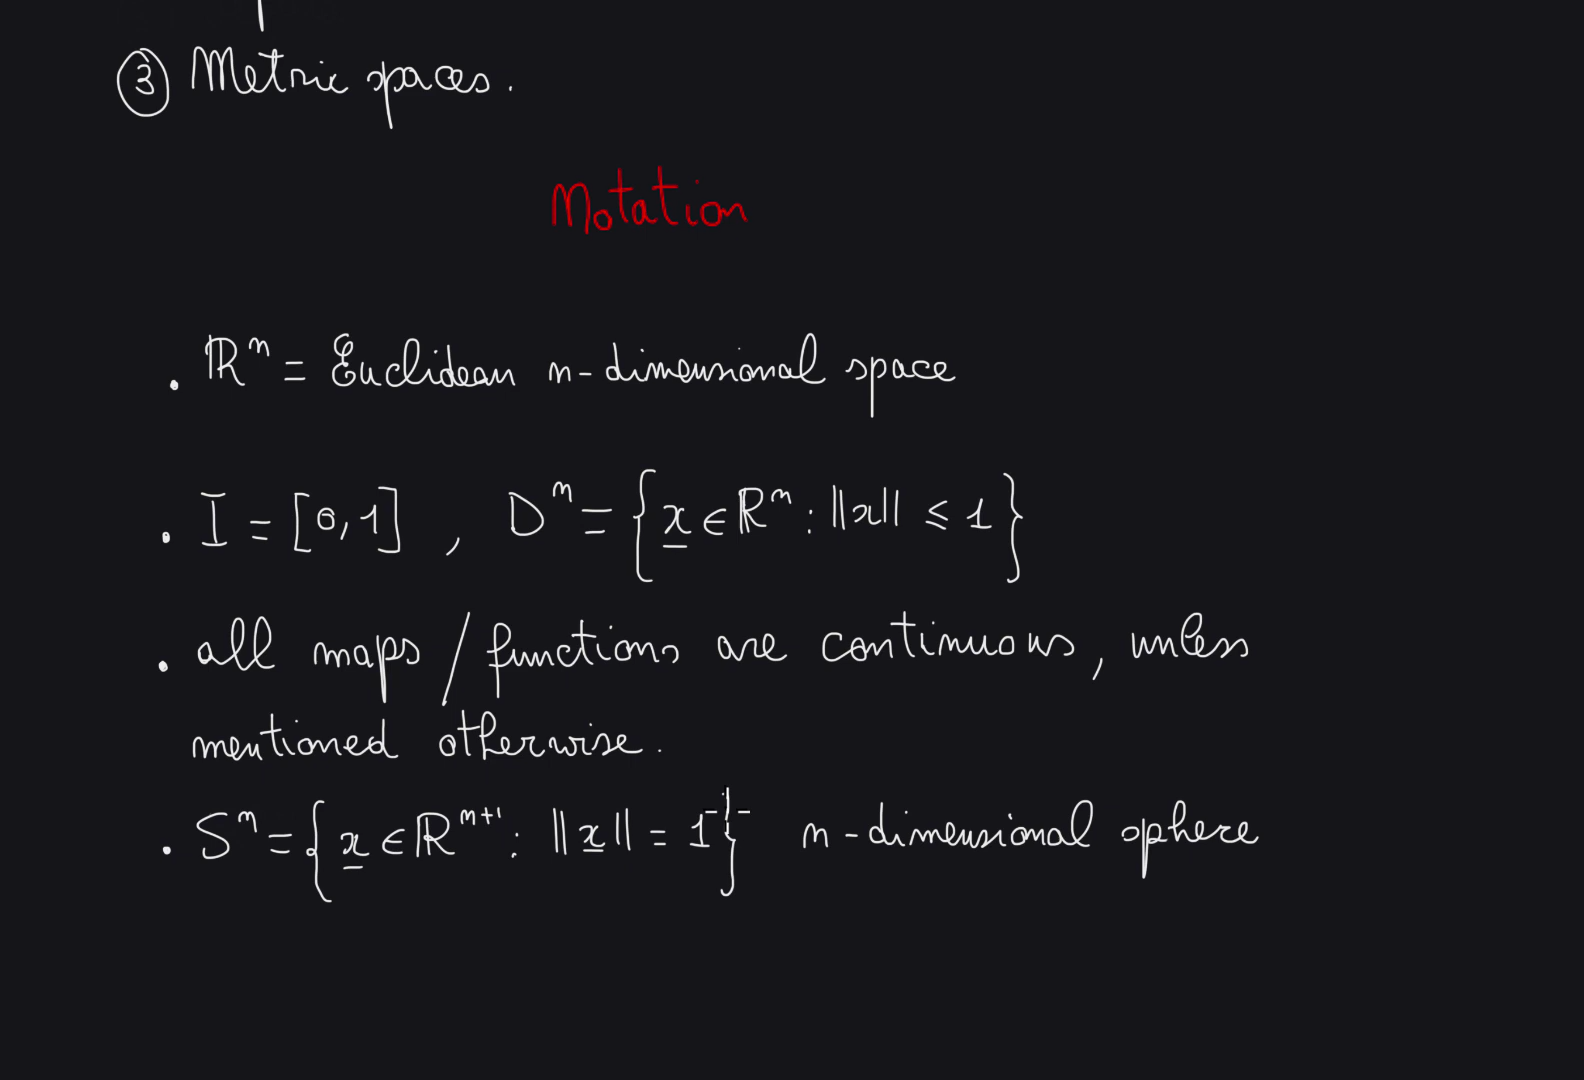 ③ Metric spaces.
Notation
. ℝⁿ = Euclidean n-dimensional space
. I = [0,1] , Dⁿ = {x ∈ ℝⁿ : ||x|| ≤ 1}
. all maps / functions are continuous, unless
mentioned otherwise.
. Sⁿ = {x ∈ ℝⁿ⁺¹ : ||x|| = 1} n-dimensional sphere